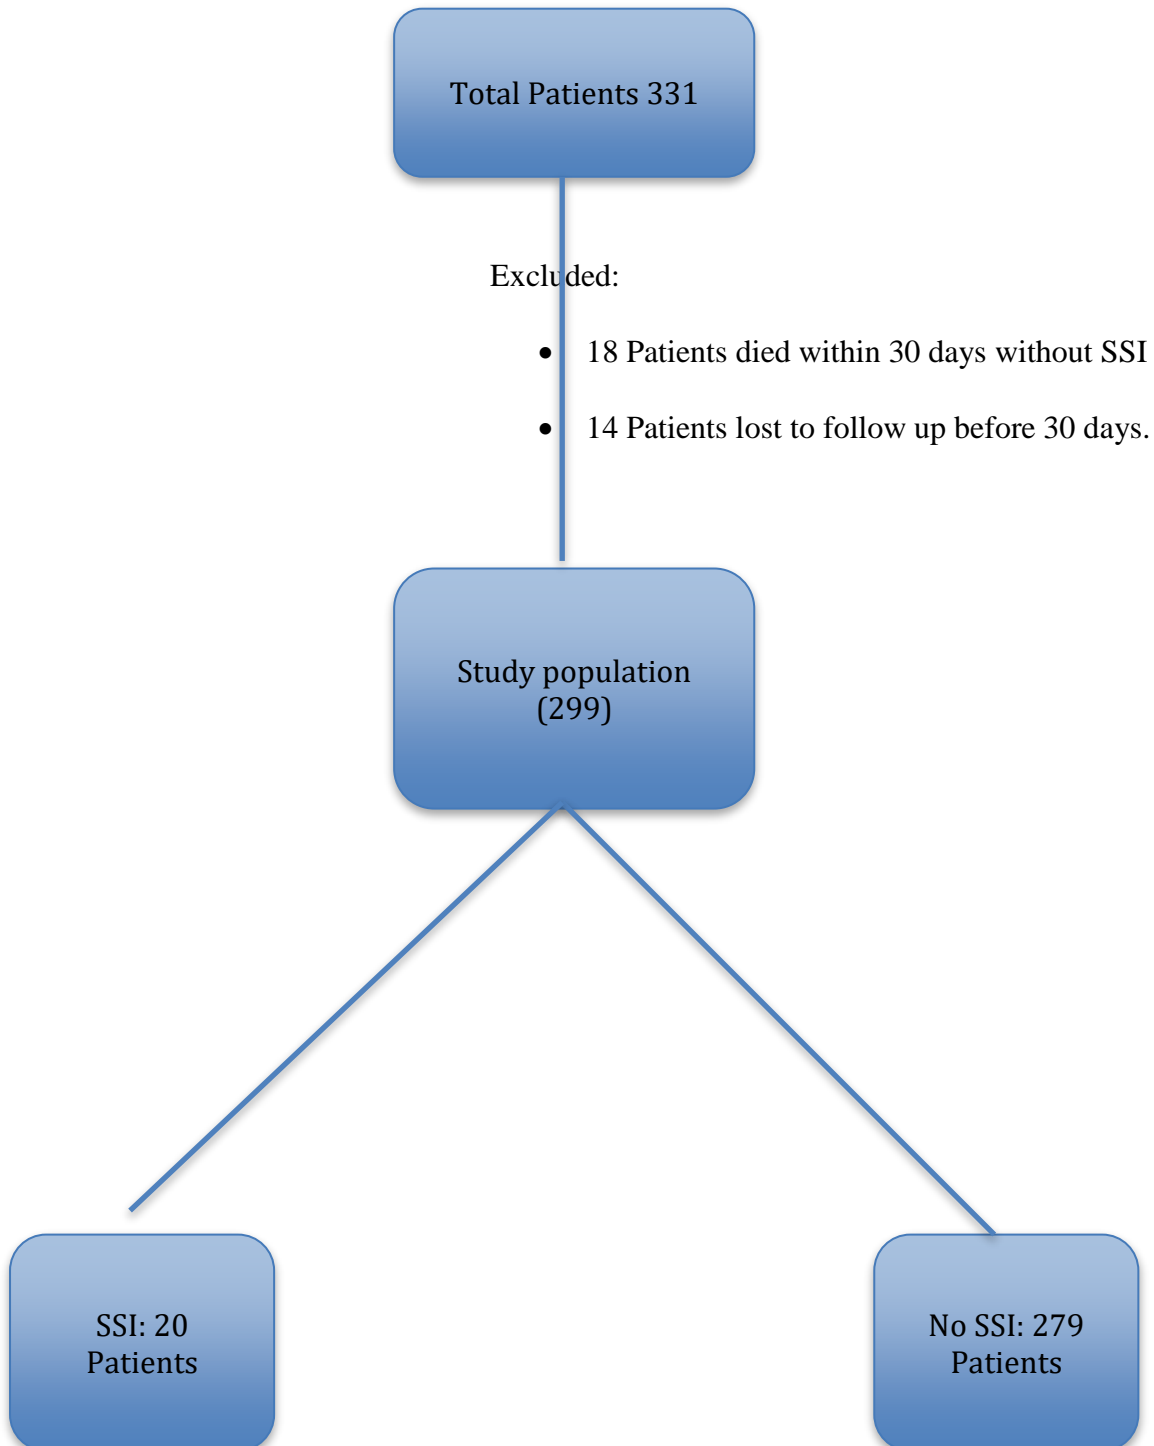 Total Patients 331
Excluded:
• 18 Patients died within 30 days without SSI
• 14 Patients lost to follow up before 30 days.
Study population
(299)
SSI: 20
Patients
No SSI: 279
Patients